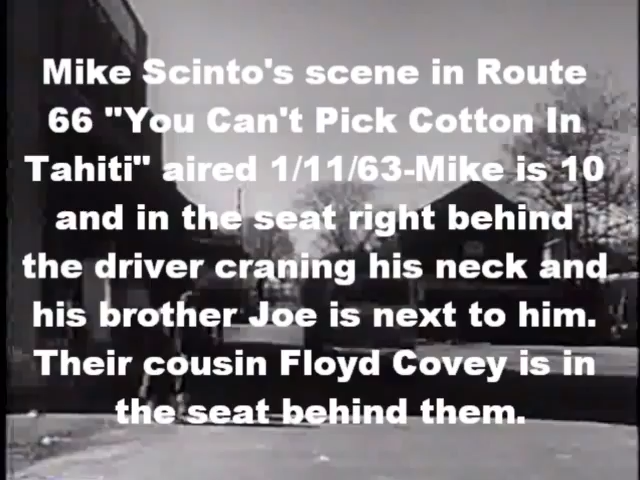 Mike Scinto's scene in Route
66 "You Can't Pick Cotton In
Tahiti" aired 1/11/63-Mike is 10
and in the seat right behind
the driver craning his neck and
his brother Joe is next to him.
Their cousin Floyd Covey is in
the seat behind them.